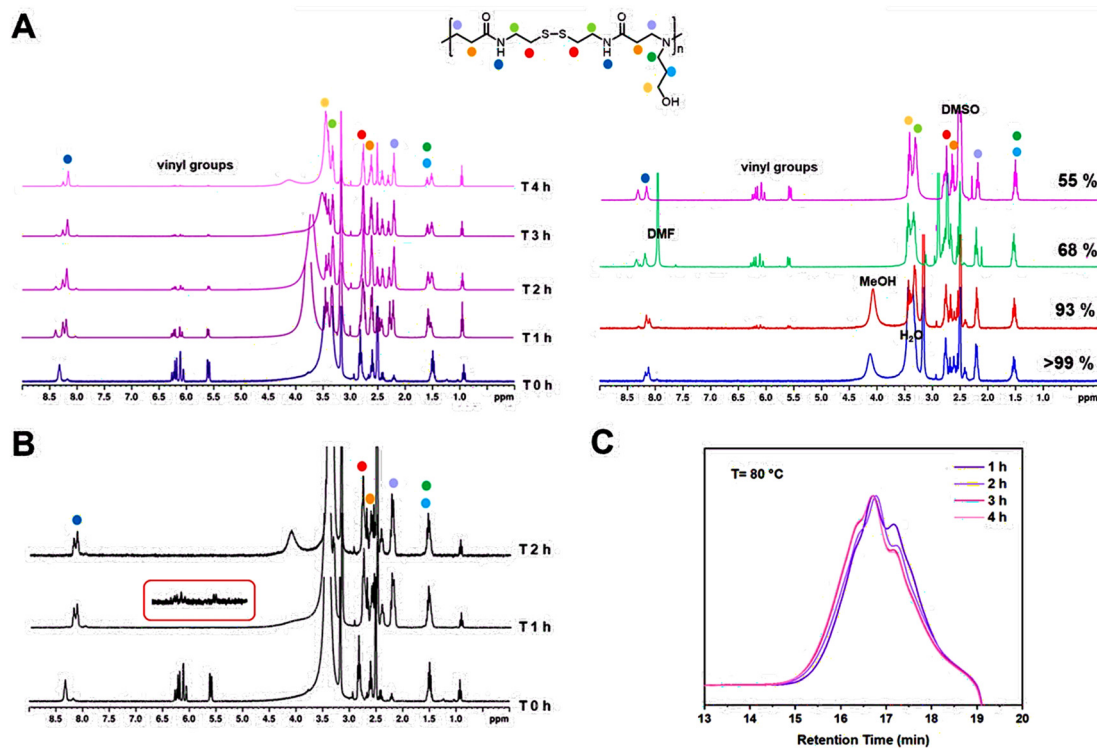 A
O
S-S
O
N
H
N
H
N
n
OH
vinyl groups
T 4 h
T 3 h
T 2 h
T 1 h
T 0 h
8.0 7.5 7.0 6.5 6.0 5.5 5.0 4.5 4.0 3.5 3.0 2.5 2.0 1.5 1.0 ppm
DMSO
vinyl groups
55 %
DMF
68 %
MeOH
93 %
H2O
>99 %
8.0 7.5 7.0 6.5 6.0 5.5 5.0 4.5 4.0 3.5 3.0 2.5 2.0 1.5 1.0 ppm
B
T 2 h
T 1 h
T 0 h
8.0 7.5 7.0 6.5 6.0 5.5 5.0 4.5 4.0 3.5 3.0 2.5 2.0 1.5 1.0 ppm
C
T= 80 °C
1 h
2 h
3 h
4 h
13 14 15 16 17 18 19 20
Retention Time (min)